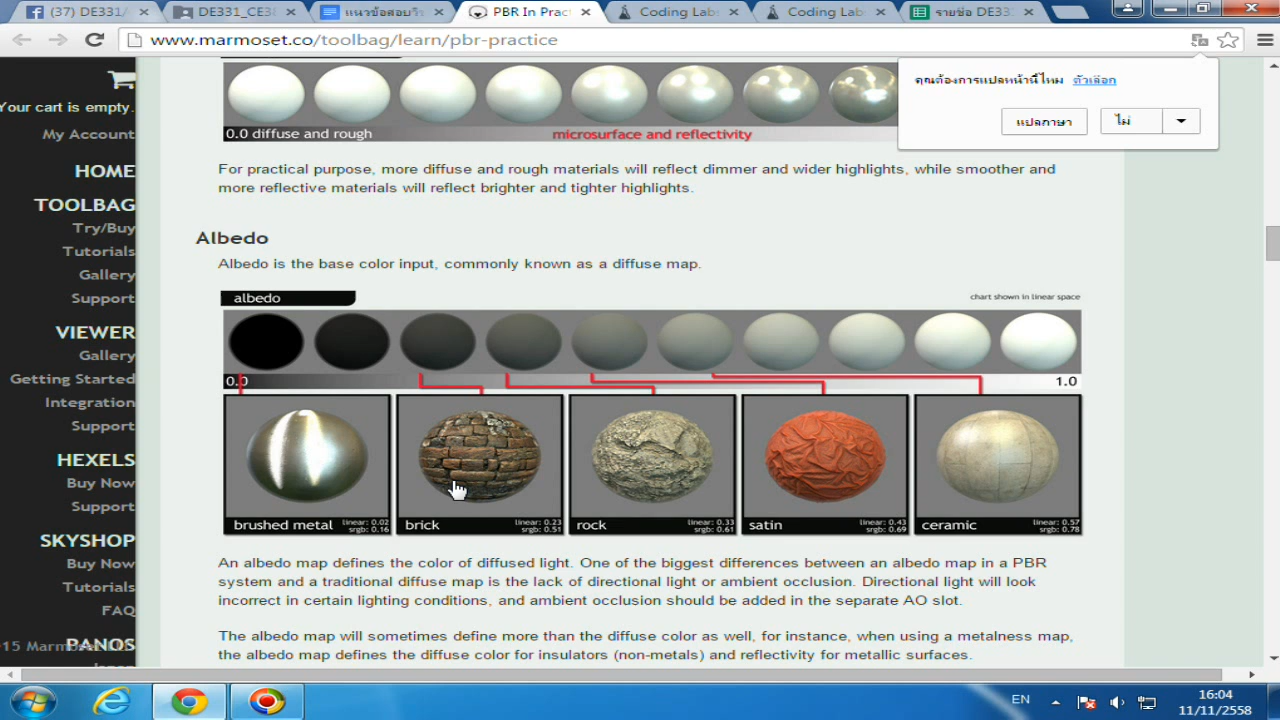 (37) DE331/
DE331_CE38
แนวข้อสอบวิ
PBR In Prac
Coding Lab
Coding Lab
รายชื่อ DE33
www.marmoset.co/toolbag/learn/pbr-practice
คุณต้องการแปลหน้านี้ไหม ตัวเลือก
แปลภาษา
ไม่
Your cart is empty.
My Account
HOME
TOOLBAG
Try/Buy
Tutorials
Gallery
Support
VIEWER
Gallery
Getting Started
Integration
Support
HEXELS
Buy Now
Support
SKYSHOP
Buy Now
Tutorials
FAQ
PANOS
15 Marmoset
0.0 diffuse and rough
microsurface and reflectivity
For practical purpose, more diffuse and rough materials will reflect dimmer and wider highlights, while smoother and
more reflective materials will reflect brighter and tighter highlights.
Albedo
Albedo is the base color input, commonly known as a diffuse map.
albedo
chart shown in linear space
0.0
1.0
brushed metal linear: 0.02 srgb: 0.16
brick linear: 0.23 srgb: 0.51
rock linear: 0.33 srgb: 0.61
satin linear: 0.43 srgb: 0.69
ceramic linear: 0.57 srgb: 0.78
An albedo map defines the color of diffused light. One of the biggest differences between an albedo map in a PBR
system and a traditional diffuse map is the lack of directional light or ambient occlusion. Directional light will look
incorrect in certain lighting conditions, and ambient occlusion should be added in the separate AO slot.
The albedo map will sometimes define more than the diffuse color as well, for instance, when using a metalness map,
the albedo map defines the diffuse color for insulators (non-metals) and reflectivity for metallic surfaces.
EN
16:04
11/11/2558